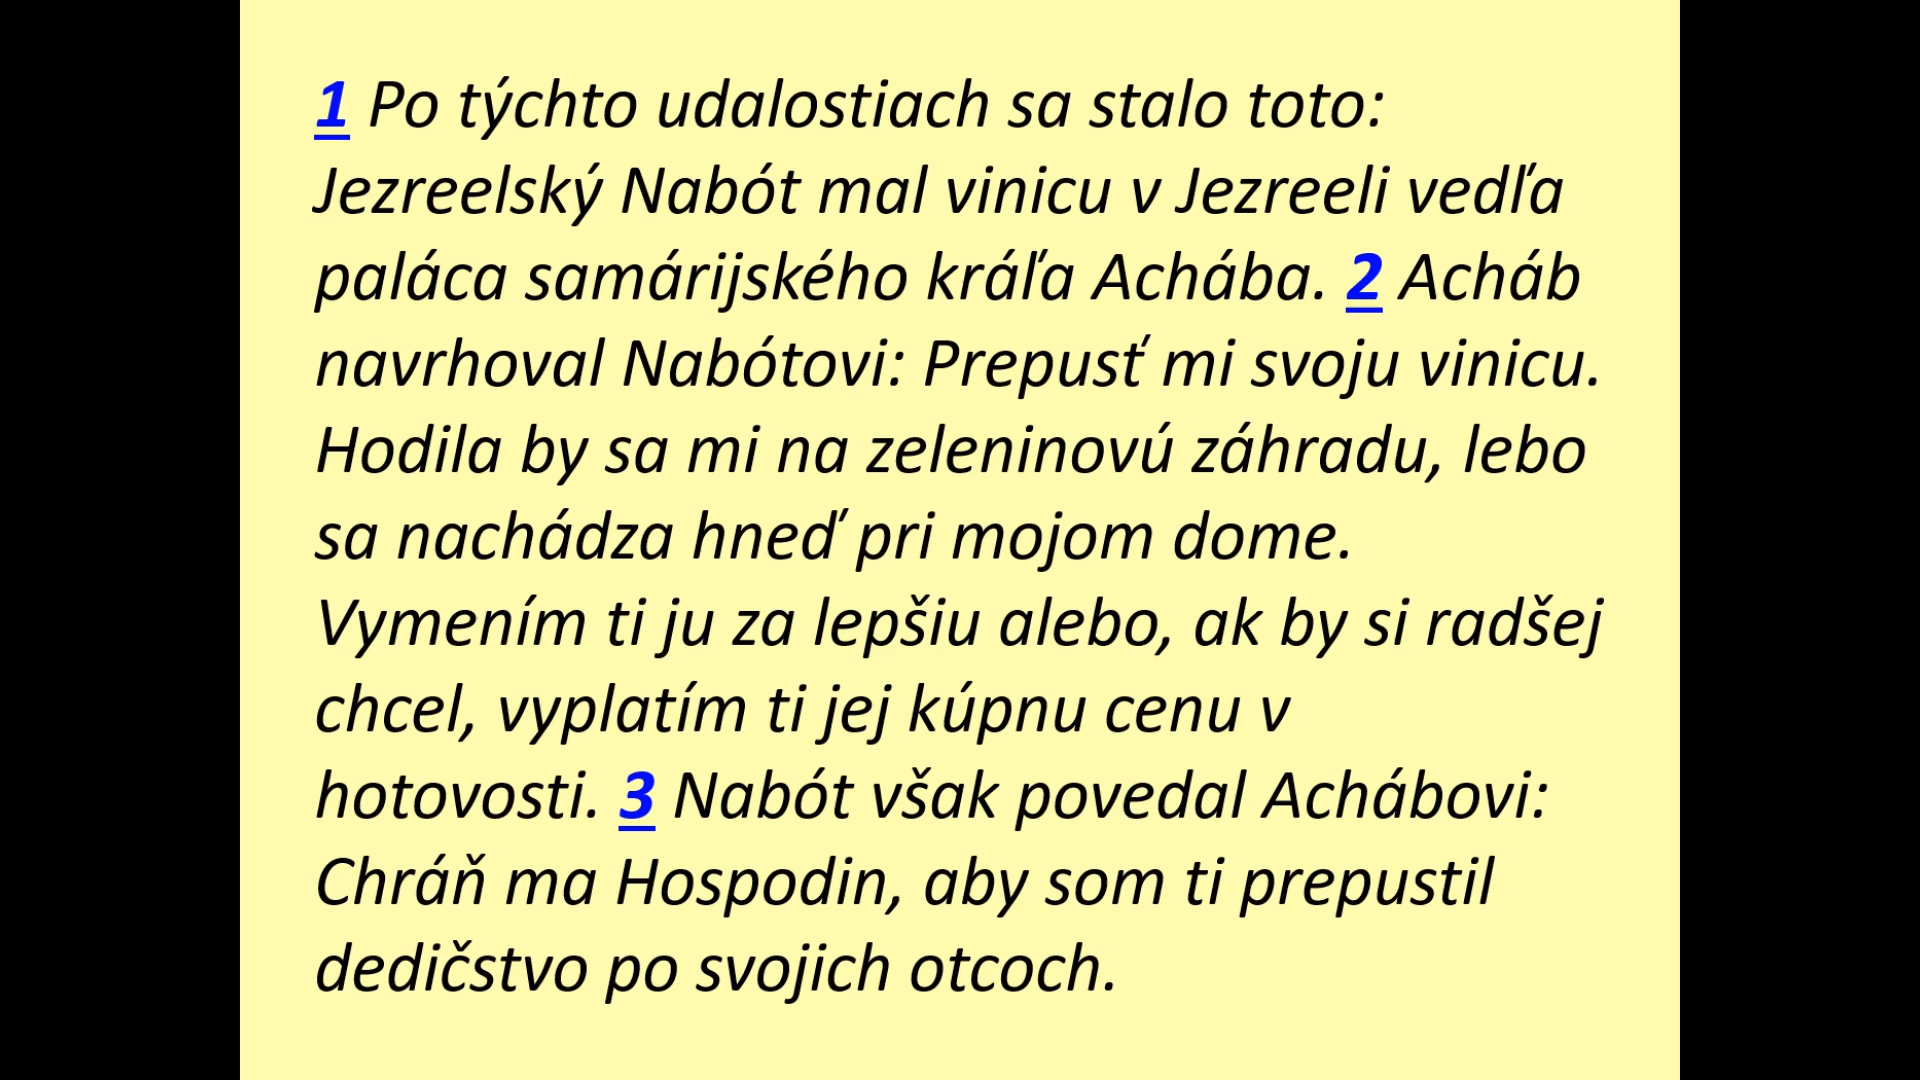 1 Po týchto udalostiach sa stalo toto:
Jezreelský Nabót mal vinicu v Jezreeli vedľa
paláca samárijského kráľa Achába. 2 Acháb
navrhoval Nabótovi: Prepusť mi svoju vinicu.
Hodila by sa mi na zeleninovú záhradu, lebo
sa nachádza hneď pri mojom dome.
Vymením ti ju za lepšiu alebo, ak by si radšej
chcel, vyplatím ti jej kúpnu cenu v
hotovosti. 3 Nabót však povedal Achábovi:
Chráň ma Hospodin, aby som ti prepustil
dedičstvo po svojich otcoch.